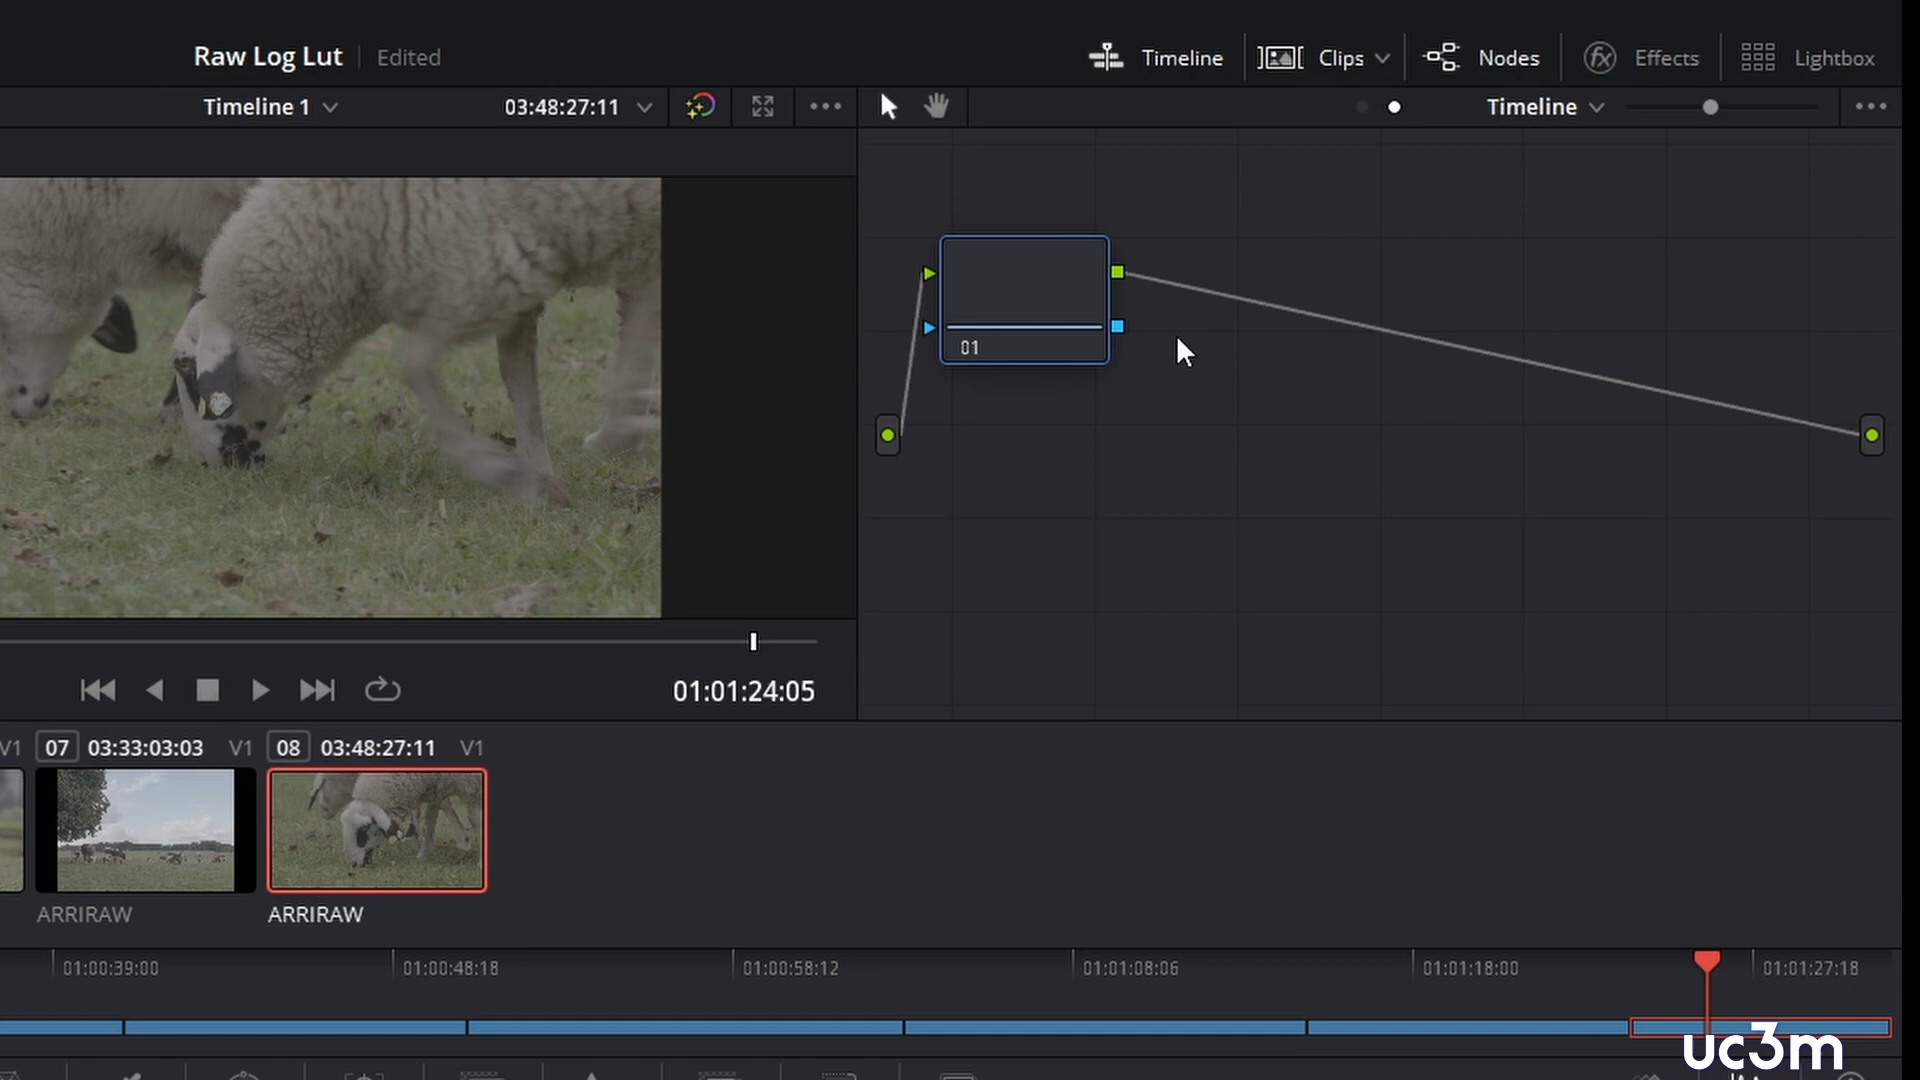 Raw Log Lut Edited
Timeline Clips Nodes Effects Lightbox
Timeline 1 03:48:27:11 Timeline
01
01:01:24:05
V1 07 03:33:03:03 V1 08 03:48:27:11 V1
ARRIRAW ARRIRAW
01:00:39:00 01:00:48:18 01:00:58:12 01:01:08:06 01:01:18:00 01:01:27:18
uc3m